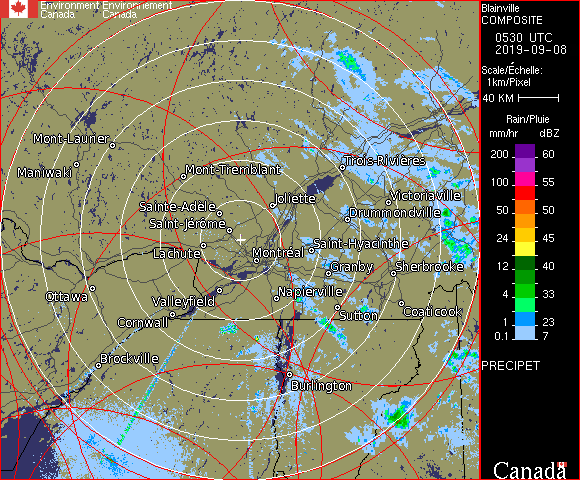 Environment Environnement
Canada Canada
Blainville
COMPOSITE
0530 UTC
2019-09-08
Scale/Échelle:
1km/Pixel
40 KM
Rain/Pluie
mm/hr dBZ
200 60
100 55
50 50
24 45
12 40
4 33
1 23
0.1 7
PRECIPET
Mont-Laurier
Maniwaki
Mont-Tremblant
Trois-Rivières
Sainte-Adèle
Joliette
Victoriaville
Saint-Jérôme
Drummondville
Lachute
Montréal
Saint-Hyacinthe
Granby
Sherbrooke
Ottawa
Valleyfield
Napierville
Cornwall
Sutton
Coaticook
Brockville
Burlington
Canada